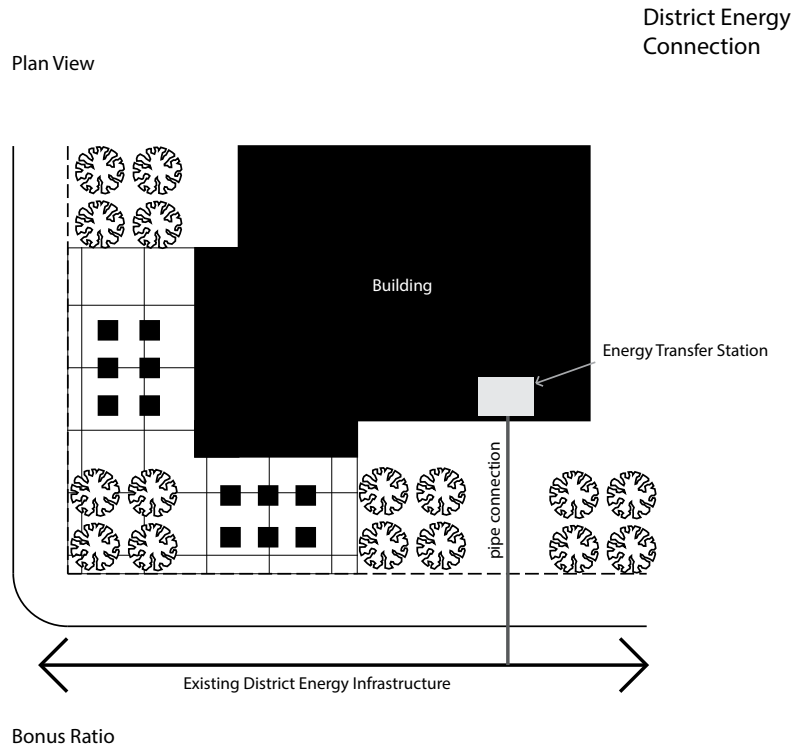 District Energy
Connection
Plan View
Building
Energy Transfer Station
pipe connection
Existing District Energy Infrastructure
Bonus Ratio